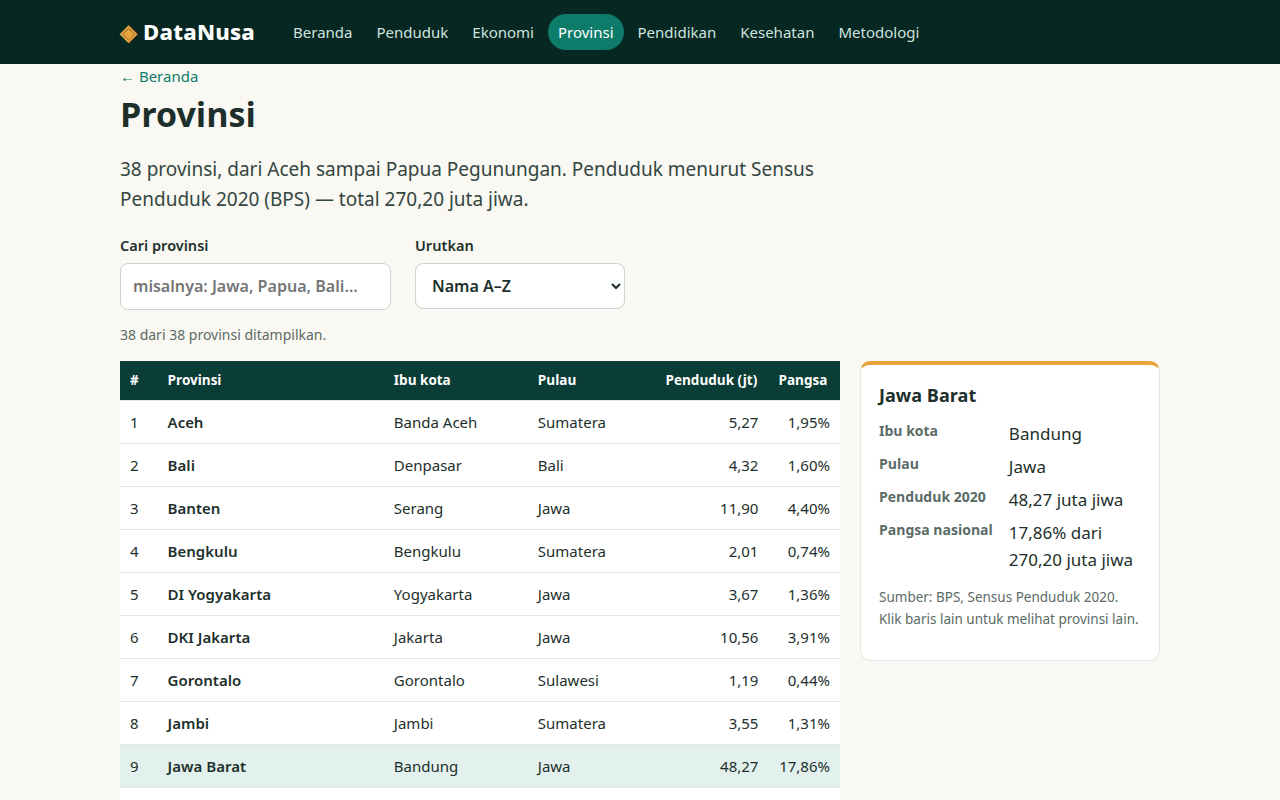 ◈ DataNusa Beranda Penduduk Ekonomi Provinsi Pendidikan Kesehatan Metodologi
← Beranda
Provinsi
38 provinsi, dari Aceh sampai Papua Pegunungan. Penduduk menurut Sensus
Penduduk 2020 (BPS) — total 270,20 juta jiwa.
Cari provinsi Urutkan
misalnya: Jawa, Papua, Bali... Nama A–Z
38 dari 38 provinsi ditampilkan.
# Provinsi Ibu kota Pulau Penduduk (jt) Pangsa
1 Aceh Banda Aceh Sumatera 5,27 1,95%
2 Bali Denpasar Bali 4,32 1,60%
3 Banten Serang Jawa 11,90 4,40%
4 Bengkulu Bengkulu Sumatera 2,01 0,74%
5 DI Yogyakarta Yogyakarta Jawa 3,67 1,36%
6 DKI Jakarta Jakarta Jawa 10,56 3,91%
7 Gorontalo Gorontalo Sulawesi 1,19 0,44%
8 Jambi Jambi Sumatera 3,55 1,31%
9 Jawa Barat Bandung Jawa 48,27 17,86%
Jawa Barat
Ibu kota Bandung
Pulau Jawa
Penduduk 2020 48,27 juta jiwa
Pangsa nasional 17,86% dari
270,20 juta jiwa
Sumber: BPS, Sensus Penduduk 2020.
Klik baris lain untuk melihat provinsi lain.